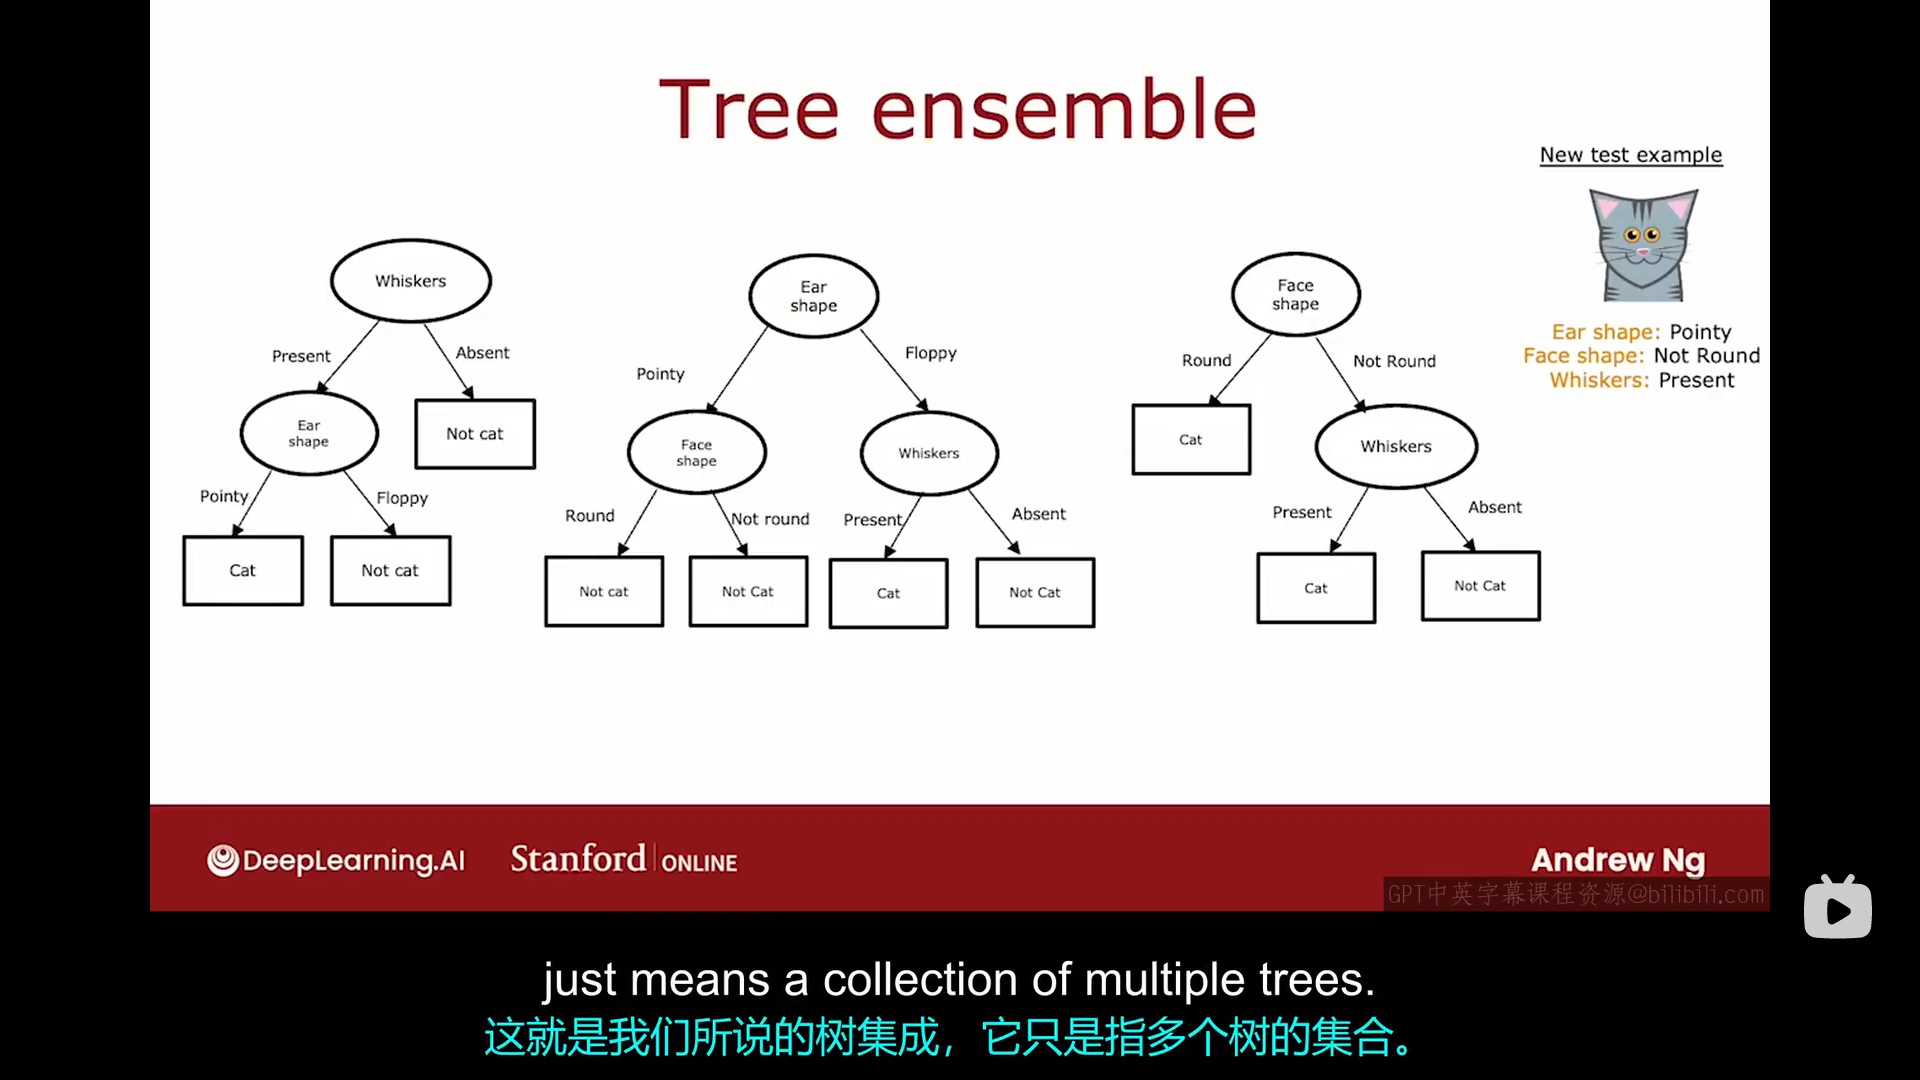 Tree ensemble
New test example
Ear shape: Pointy
Face shape: Not Round
Whiskers: Present
Whiskers
Present
Absent
Ear
shape
Not cat
Pointy
Floppy
Cat
Not cat
Ear
shape
Pointy
Floppy
Face
shape
Whiskers
Round
Not round
Present
Absent
Not cat
Not Cat
Cat
Not Cat
Face
shape
Round
Not Round
Cat
Whiskers
Present
Absent
Cat
Not Cat
DeepLearning.AI
Stanford ONLINE
Andrew Ng
GPT中英字幕课程资源@bilibili.com
just means a collection of multiple trees.
这就是我们所说的树集成，它只是指多个树的集合。